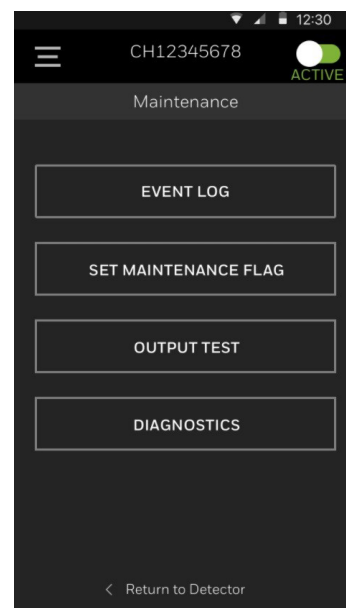 12:30
CH12345678
ACTIVE
Maintenance
EVENT LOG
SET MAINTENANCE FLAG
OUTPUT TEST
DIAGNOSTICS
< Return to Detector